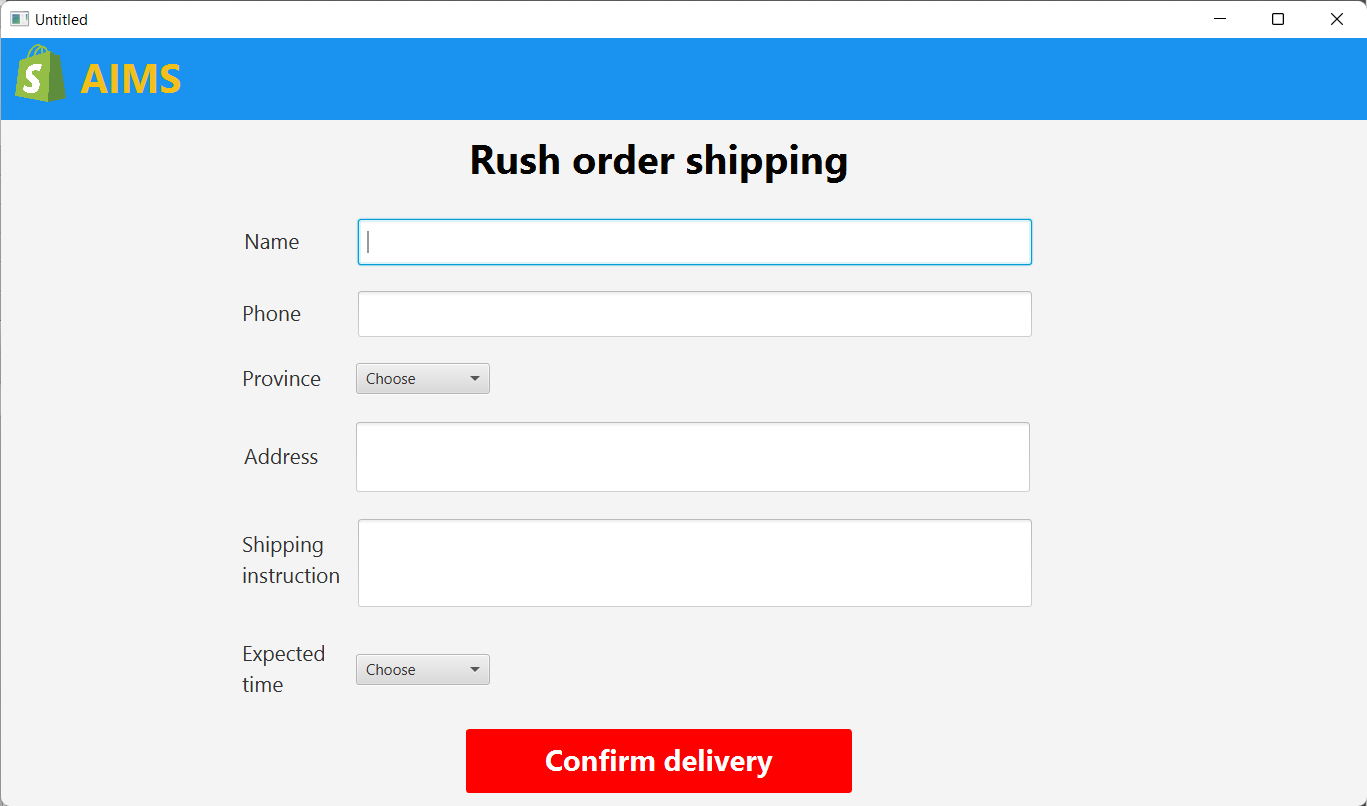 Untitled
S AIMS
Rush order shipping
Name
Phone
Province Choose
Address
Shipping
instruction
Expected
time
Choose
Confirm delivery